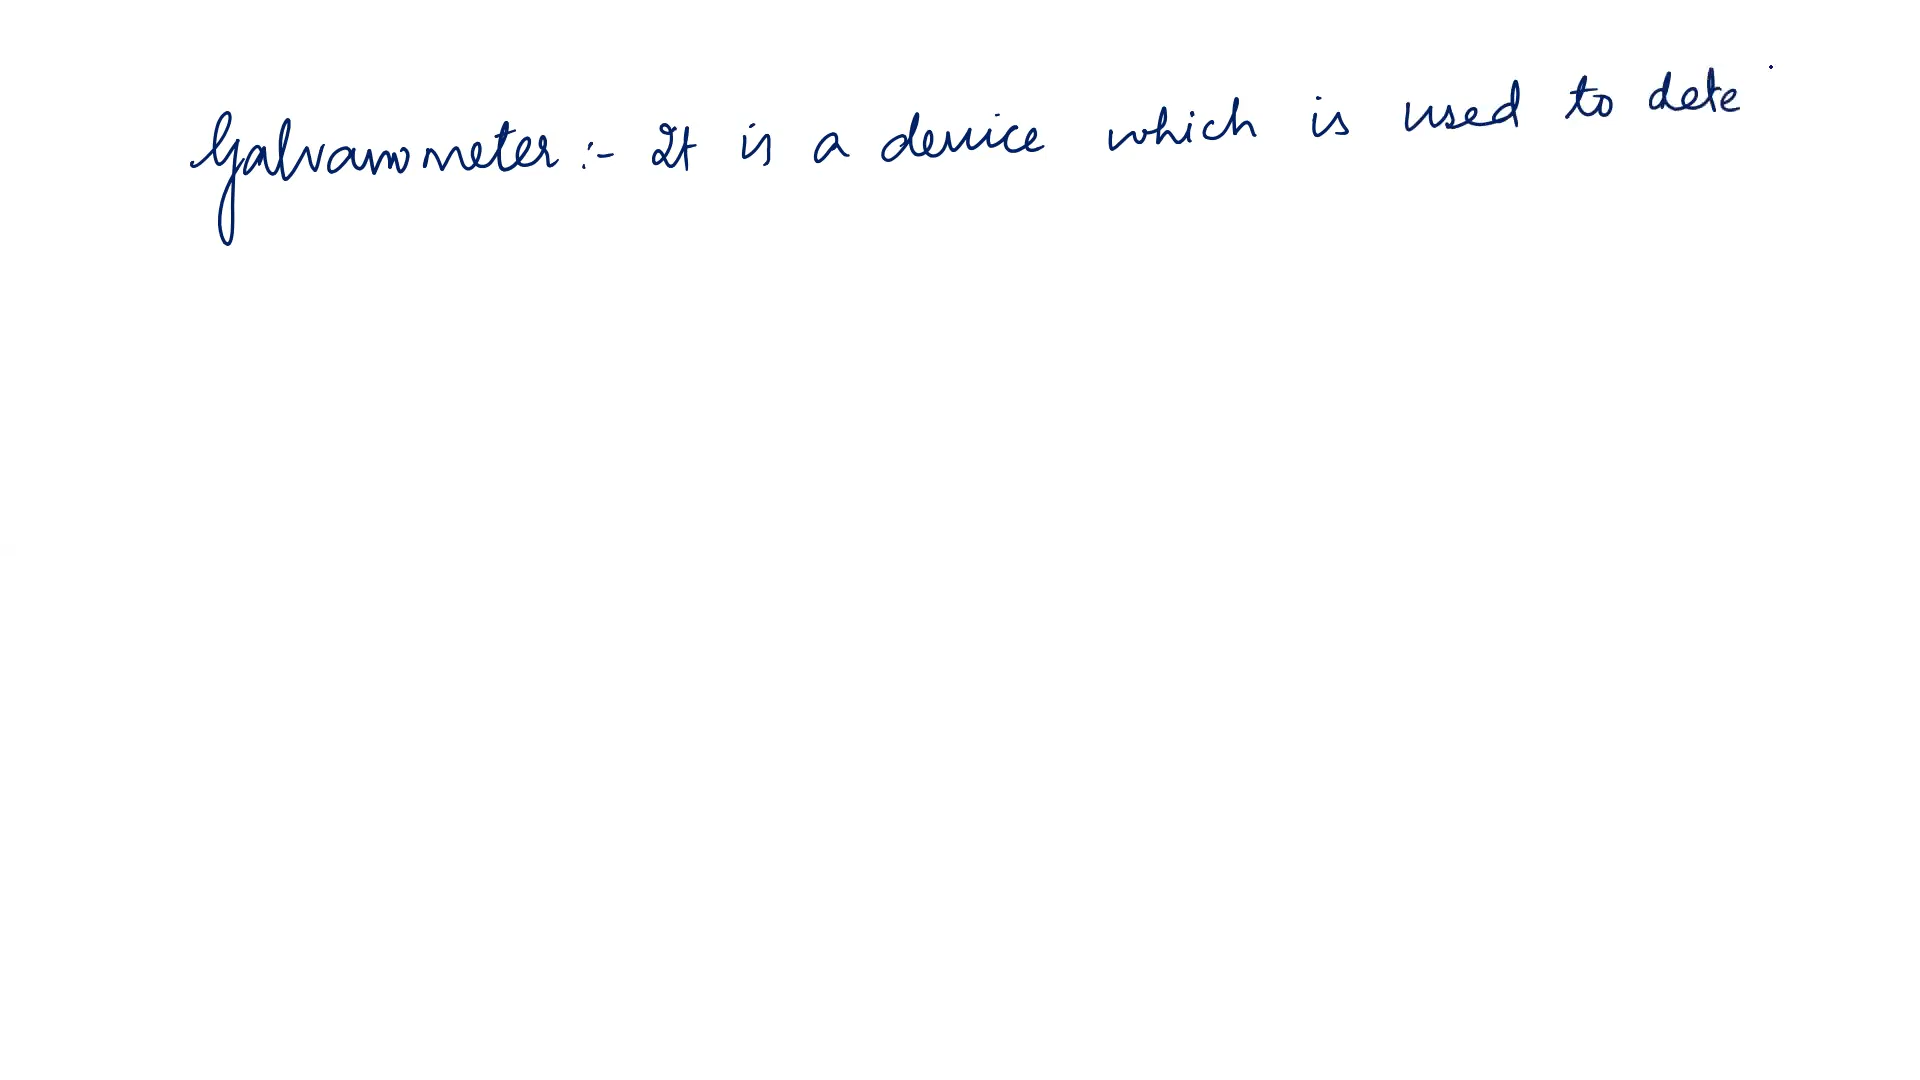 Galvanometer :- It is a device which is used to dete